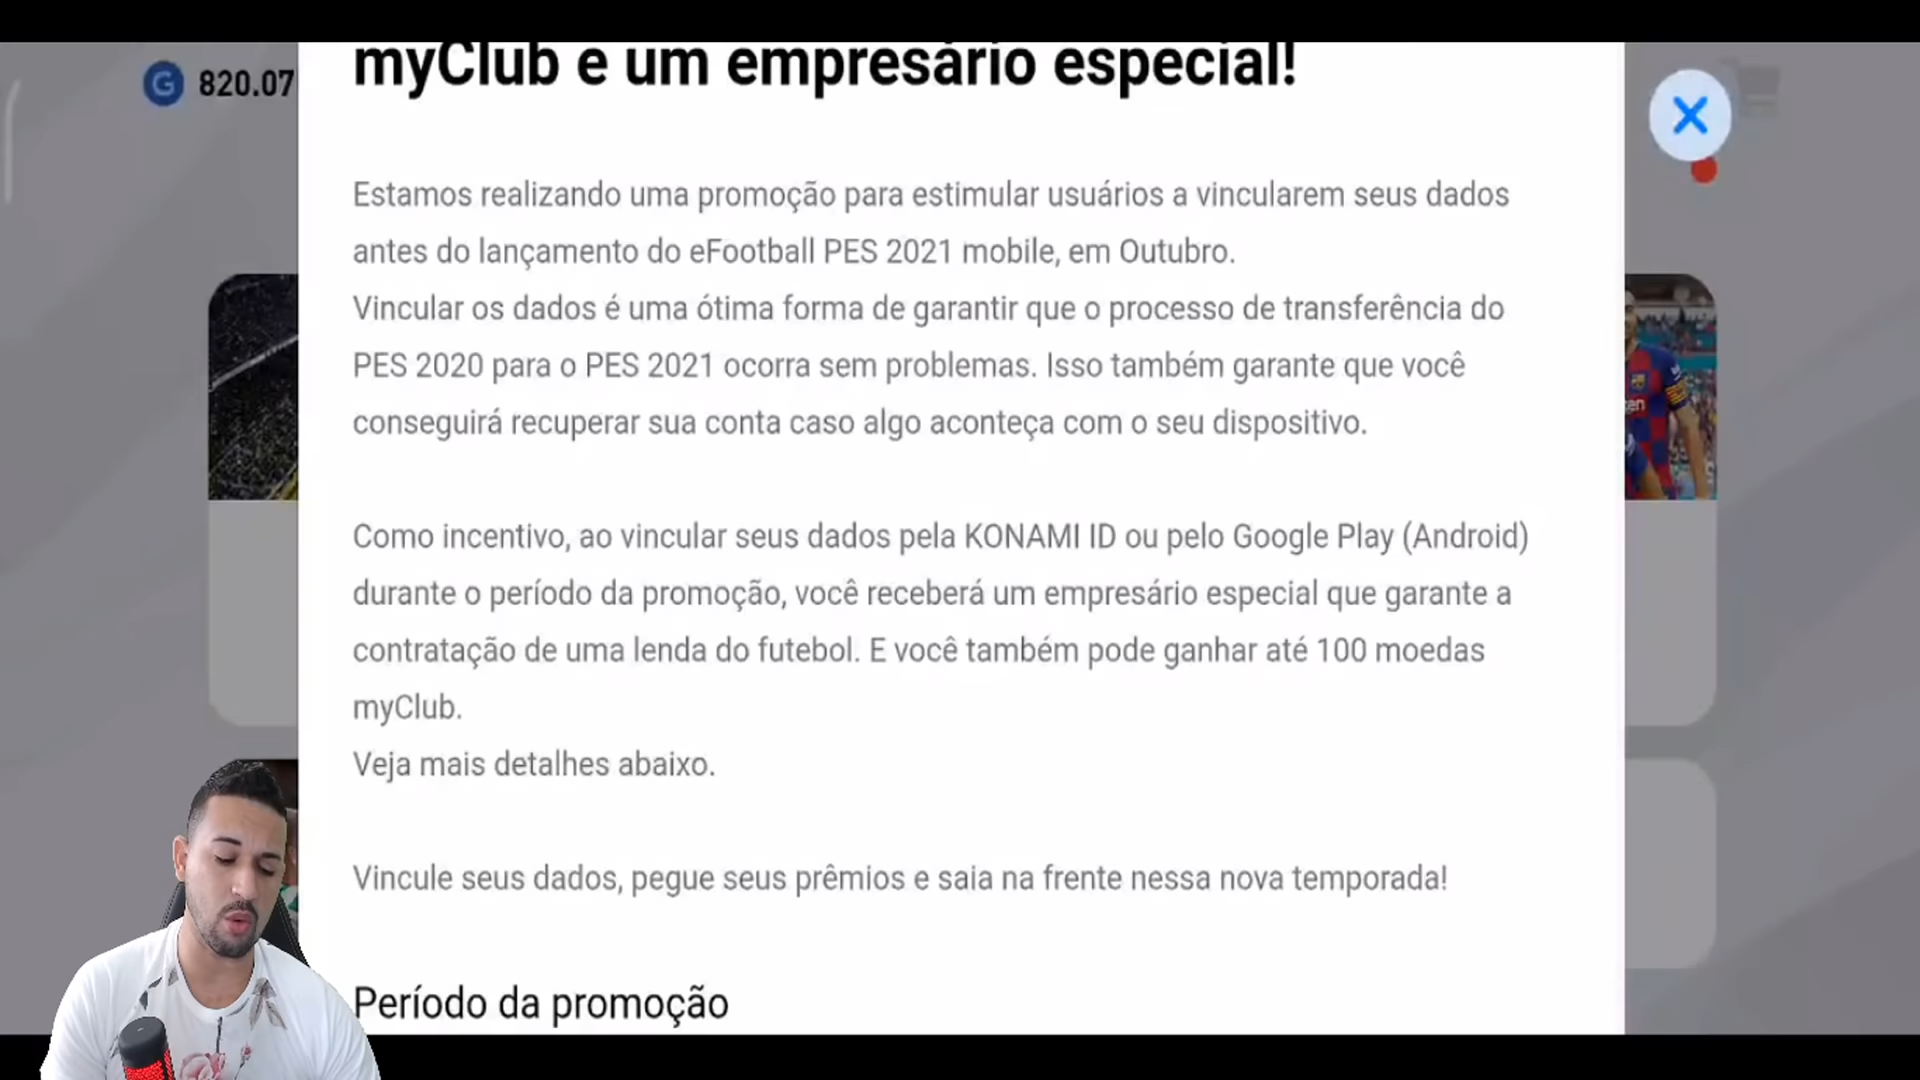 myClub e um empresário especial!
820.07
Estamos realizando uma promoção para estimular usuários a vincularem seus dados
antes do lançamento do eFootball PES 2021 mobile, em Outubro.
Vincular os dados é uma ótima forma de garantir que o processo de transferência do
PES 2020 para o PES 2021 ocorra sem problemas. Isso também garante que você
conseguirá recuperar sua conta caso algo aconteça com o seu dispositivo.
Como incentivo, ao vincular seus dados pela KONAMI ID ou pelo Google Play (Android)
durante o período da promoção, você receberá um empresário especial que garante a
contratação de uma lenda do futebol. E você também pode ganhar até 100 moedas
myClub.
Veja mais detalhes abaixo.
Vincule seus dados, pegue seus prêmios e saia na frente nessa nova temporada!
Período da promoção